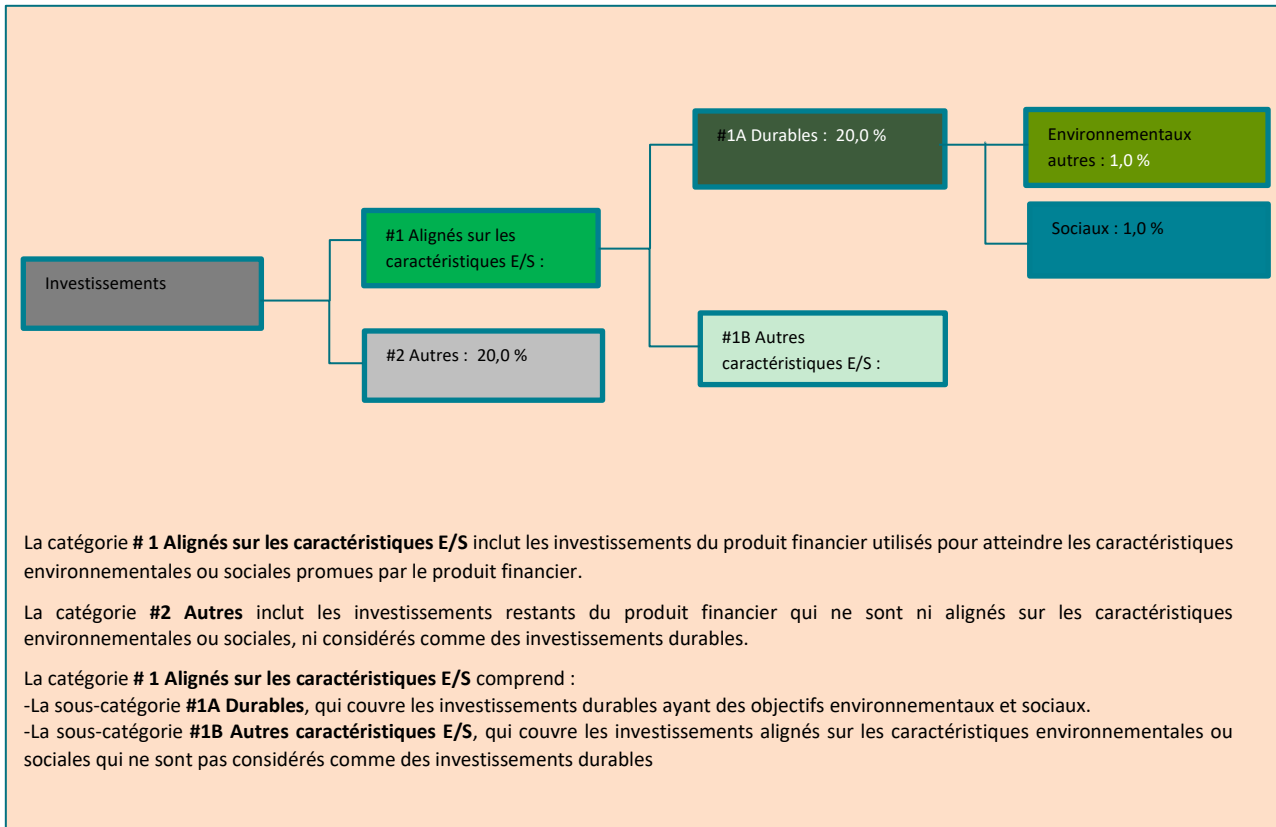 #1A Durables : 20,0 %
Environnementaux
autres : 1,0 %
#1 Alignés sur les
caractéristiques E/S :
Sociaux : 1,0 %
Investissements
#2 Autres : 20,0 %
#1B Autres
caractéristiques E/S :
La catégorie # 1 Alignés sur les caractéristiques E/S inclut les investissements du produit financier utilisés pour atteindre les caractéristiques
environnementales ou sociales promues par le produit financier.
La catégorie #2 Autres inclut les investissements restants du produit financier qui ne sont ni alignés sur les caractéristiques
environnementales ou sociales, ni considérés comme des investissements durables.
La catégorie # 1 Alignés sur les caractéristiques E/S comprend :
-La sous-catégorie #1A Durables, qui couvre les investissements durables ayant des objectifs environnementaux et sociaux.
-La sous-catégorie #1B Autres caractéristiques E/S, qui couvre les investissements alignés sur les caractéristiques environnementales ou
sociales qui ne sont pas considérés comme des investissements durables